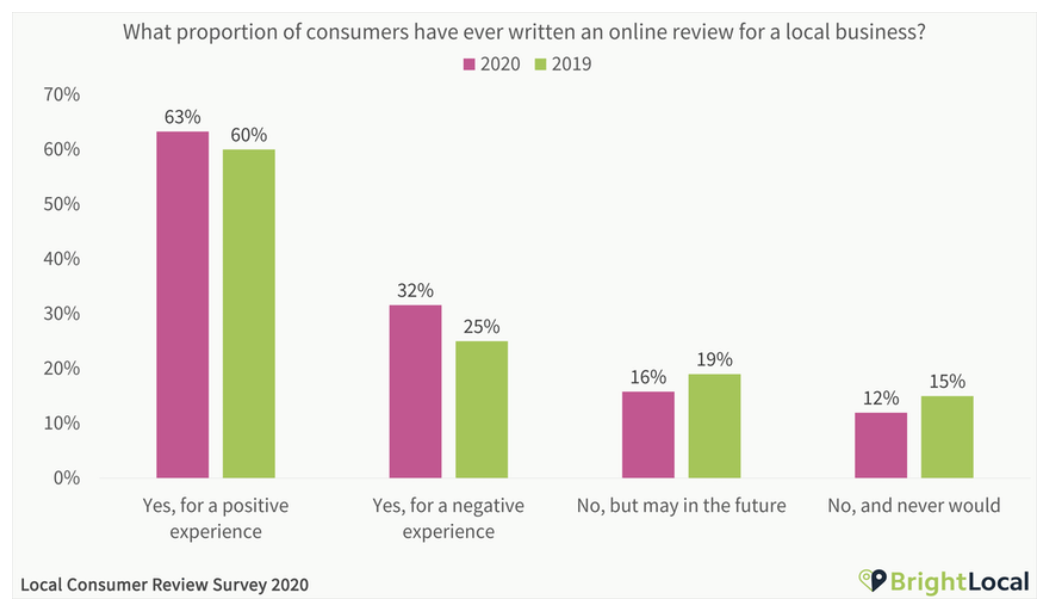 What proportion of consumers have ever written an online review for a local business?
2020 2019
70%
60%
50%
40%
30%
20%
10%
0%
63%
60%
32%
25%
16%
19%
12%
15%
Yes, for a positive
experience
Yes, for a negative
experience
No, but may in the future
No, and never would
Local Consumer Review Survey 2020
BrightLocal